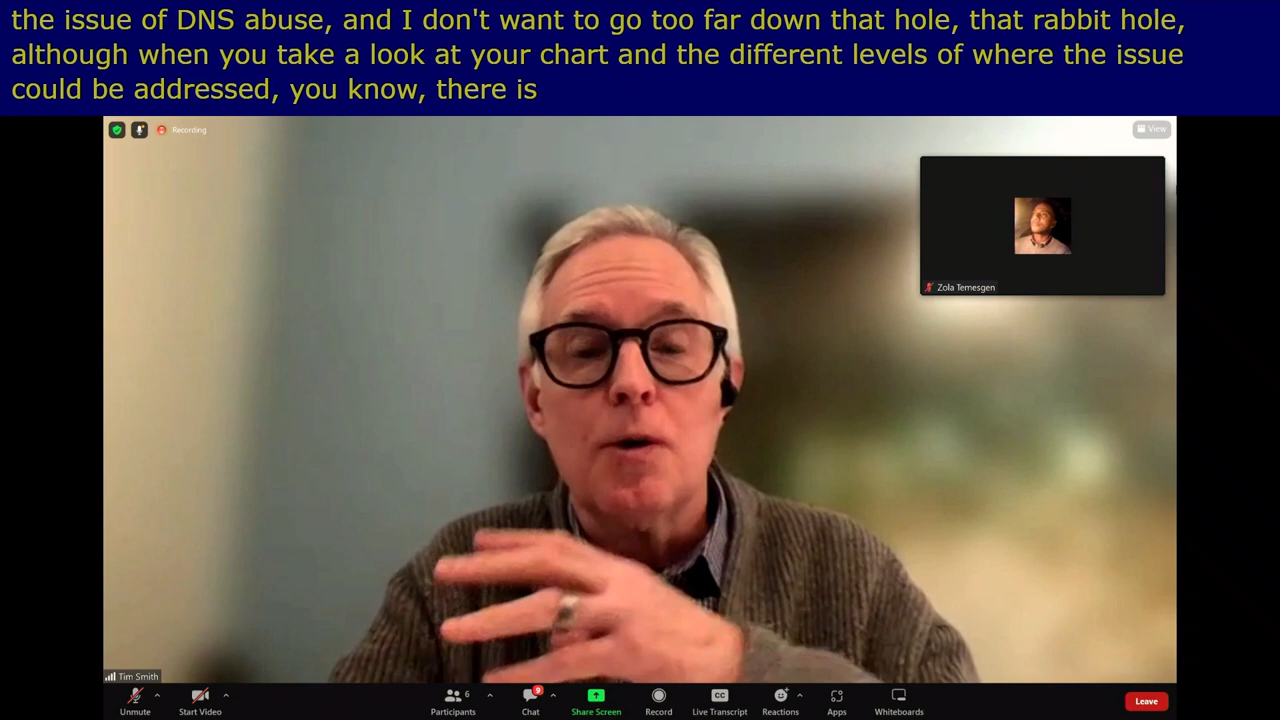 the issue of DNS abuse, and I don't want to go too far down that hole, that rabbit hole,
although when you take a look at your chart and the different levels of where the issue
could be addressed, you know, there is
Recording
View
Zola Temesgen
Tim Smith
Unmute
Start Video
6
Participants
9
Chat
Share Screen
Record
CC
Live Transcript
Reactions
Apps
Whiteboards
Leave